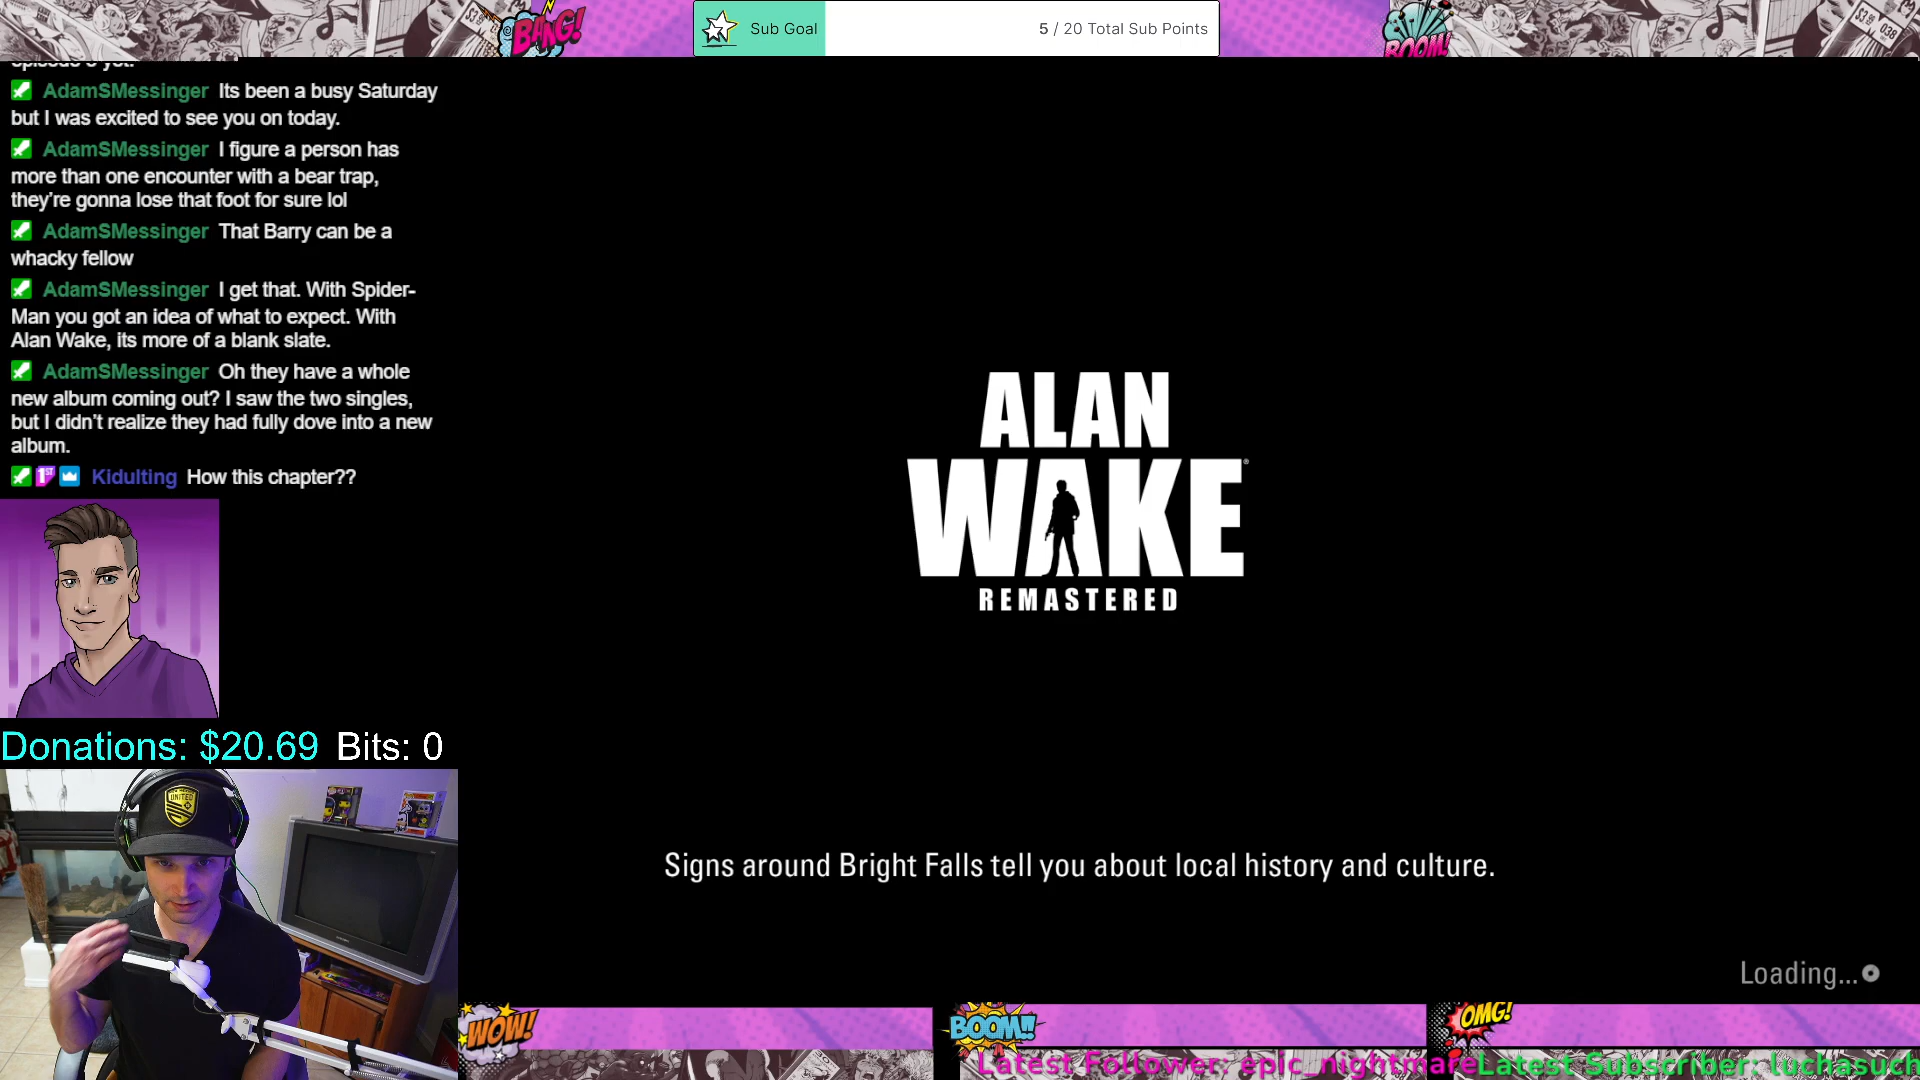 BANG!
Sub Goal
5 / 20 Total Sub Points
BOOM!
AdamSMessinger Its been a busy Saturday
but I was excited to see you on today.
AdamSMessinger I figure a person has
more than one encounter with a bear trap,
they're gonna lose that foot for sure lol
AdamSMessinger That Barry can be a
whacky fellow
AdamSMessinger I get that. With Spider-
Man you got an idea of what to expect. With
Alan Wake, its more of a blank slate.
AdamSMessinger Oh they have a whole
new album coming out? I saw the two singles,
but I didn't realize they had fully dove into a new
album.
1ST Kidulting How this chapter??
ALAN
WAKE
REMASTERED
Donations: $20.69 Bits: 0
UNITED
Signs around Bright Falls tell you about local history and culture.
Loading...
WOW!
BOOM!!
OMG!
Latest Follower: epic_nightmare
Latest Subscriber: luchasuch